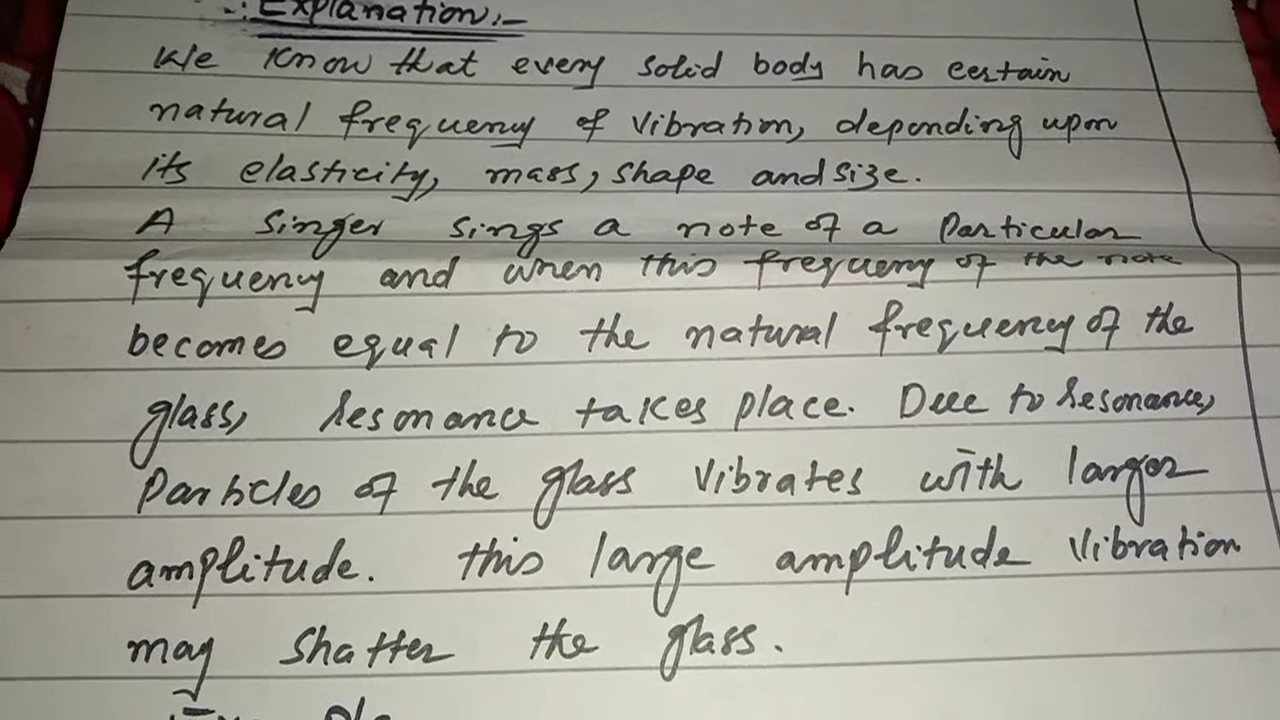 Explanation:-
We know that every solid body has certain
natural frequency of vibration, depending upon
its elasticity, mass, shape and size.
A singer sings a note of a particular
frequency and when this frequency of the note
becomes equal to the natural frequency of the
glass, resonance takes place. Due to resonance,
particles of the glass vibrates with larger
amplitude. this large amplitude vibration
may shatter the glass.